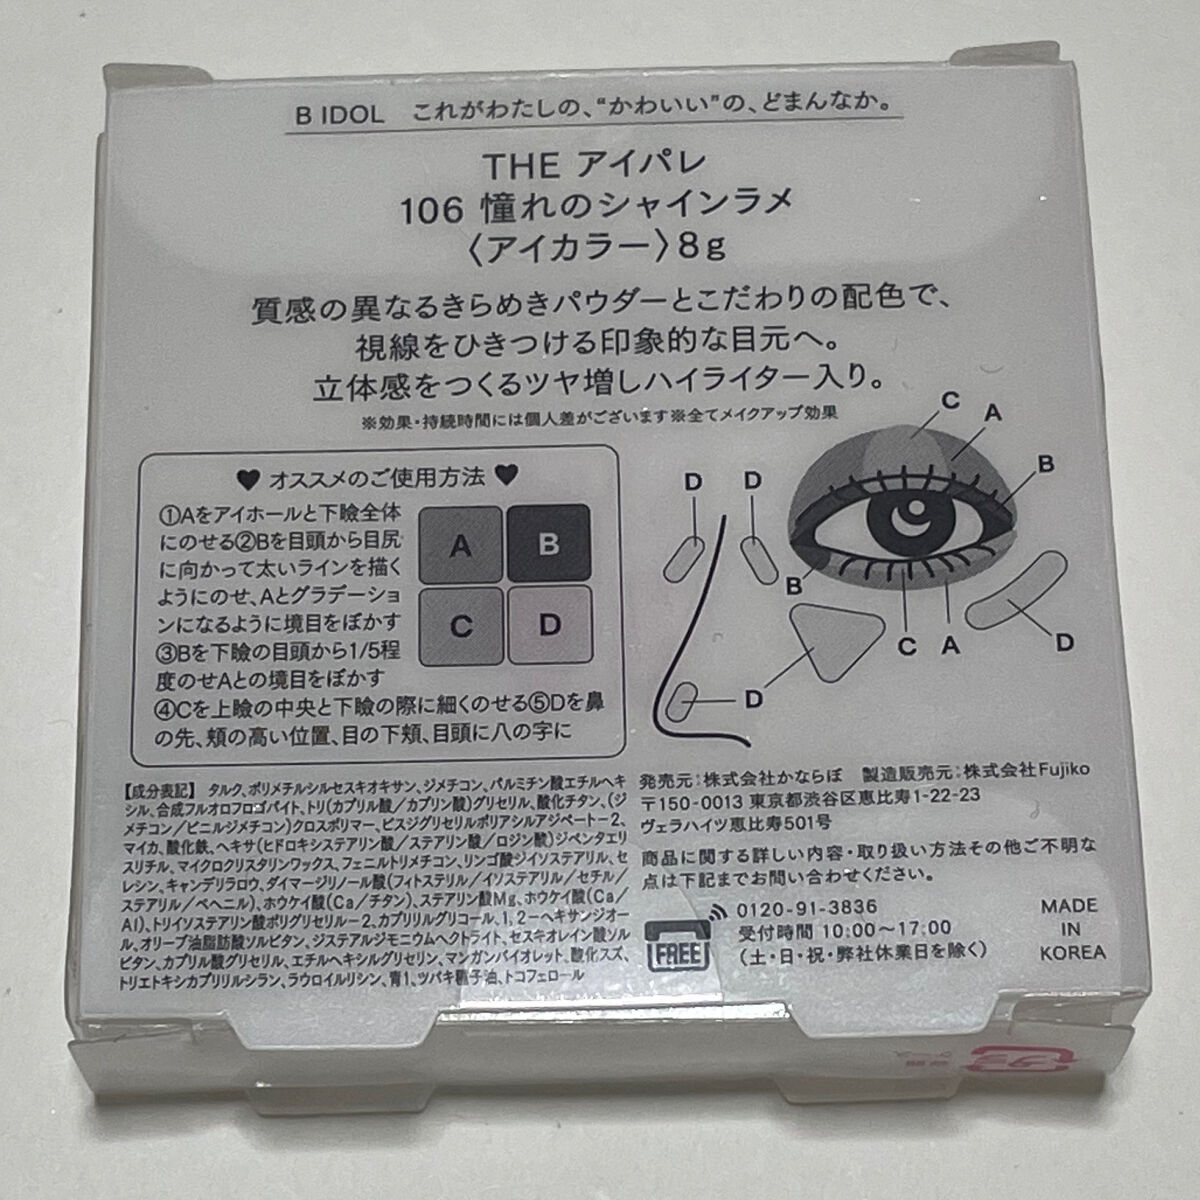 B IDOL これがわたしの、“かわいい”の、どまんなか。
THE アイパレ
106 憧れのシャインラメ
〈アイカラー〉8g
質感の異なるきらめきパウダーとこだわりの配色で、
視線をひきつける印象的な目元へ。
立体感をつくるツヤ増しハイライター入り。
※効果・持続時間には個人差がございます※全てメイクアップ効果
♥ オススメのご使用方法 ♥
①Aをアイホールと下瞼全体
にのせる②Bを目頭から目尻
に向かって太いラインを描く
ようにのせ、Aとグラデーショ
ンになるように境目をぼかす
③Bを下瞼の目頭から1/5程
度のせAとの境目をぼかす
④Cを上瞼の中央と下瞼の際に細くのせる⑤Dを鼻
の先、頬の高い位置、目の下頬、目頭に八の字に
A B
C D
C A
D D B
B
C A D
D
【成分表記】 タルク、ポリメチルシルセスキオキサン、ジメチコン、パルミチン酸エチルヘキ
シル、合成フルオロフロゴパイト、トリ(カプリル酸/カプリン酸)グリセリル、酸化チタン、(ジ
メチコン/ビニルジメチコン)クロスポリマー、ビスジグリセリルポリアシルアジペート-2、
マイカ、酸化鉄、ヘキサ(ヒドロキシステアリン酸/ステアリン酸/ロジン酸)ジペンタエリ
スリチル、マイクロクリスタリンワックス、フェニルトリメチコン、リンゴ酸ジイソステアリル、セ
レシン、キャンデリラロウ、ダイマージリノール酸(フィトステリル/イソステアリル/セチル/
ステアリル/ベヘニル)、ホウケイ酸(Ca/チタン)、ステアリン酸Mg、ホウケイ酸(Ca/
Al)、トリイソステアリン酸ポリグリセリル-2、カプリリルグリコール、1,2-ヘキサンジオー
ル、オリーブ油脂肪酸ソルビタン、ジステアルジモニウムヘクトライト、セスキオレイン酸ソル
ビタン、カプリル酸グリセリル、エチルヘキシルグリセリン、マンガンバイオレット、酸化スズ、
トリエトキシカプリリルシラン、ラウロイルリシン、青1、ツバキ種子油、トコフェロール
発売元:株式会社かならぼ 製造販売元:株式会社Fujiko
〒150-0013 東京都渋谷区恵比寿1-22-23
ヴェラハイツ恵比寿501号
商品に関する詳しい内容・取り扱い方法その他ご不明な
点は下記までお問い合わせください。
FREE
0120-91-3836
受付時間 10:00〜17:00
(土・日・祝・弊社休業日を除く)
MADE
IN
KOREA